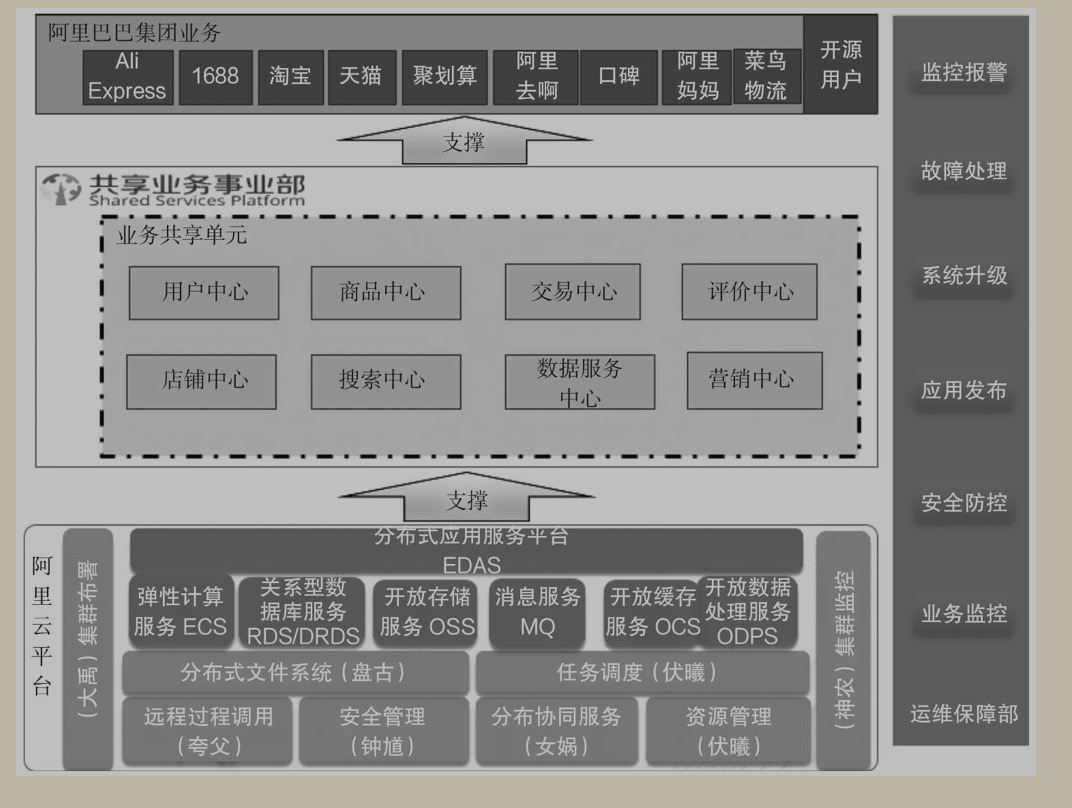 阿里巴巴集团业务
Ali
Express
1688
淘宝
天猫
聚划算
阿里
去啊
口碑
阿里
妈妈
菜鸟
物流
开源
用户
支撑
共享业务事业部
Shared Services Platform
业务共享单元
用户中心
商品中心
交易中心
评价中心
店铺中心
搜索中心
数据服务
中心
营销中心
支撑
阿里云平台
(大禹)集群布署
分布式应用服务平台
EDAS
弹性计算
服务 ECS
关系型数
据库服务
RDS/DRDS
开放存储
服务 OSS
消息服务
MQ
开放缓存
服务 OCS
开放数据
处理服务
ODPS
分布式文件系统(盘古)
任务调度(伏曦)
远程过程调用
(夸父)
安全管理
(钟馗)
分布协同服务
(女娲)
资源管理
(伏曦)
(神农)集群监控
监控报警
故障处理
系统升级
应用发布
安全防控
业务监控
运维保障部